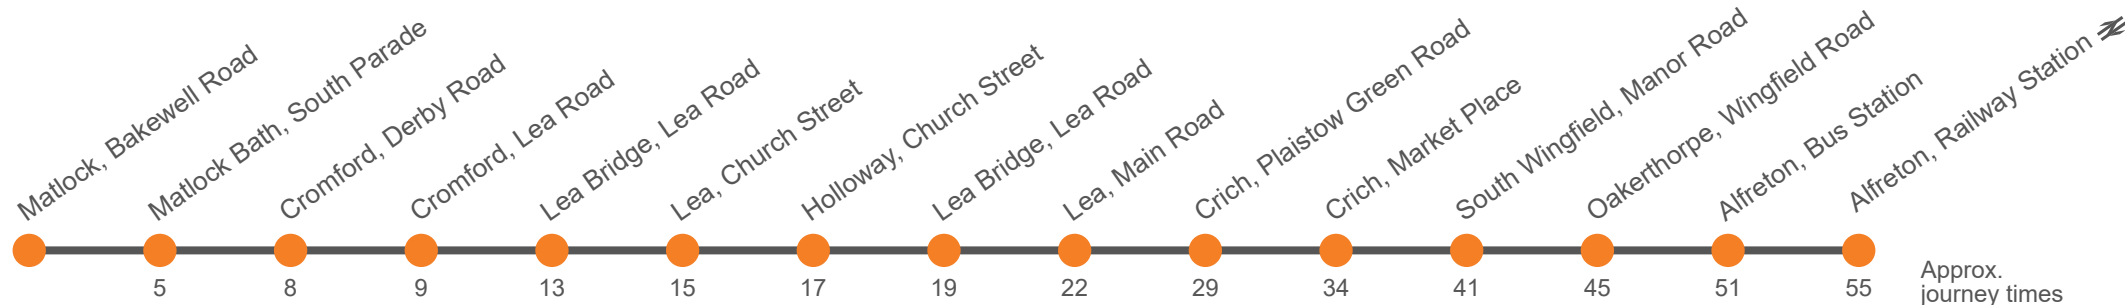 Matlock, Bakewell Road
Matlock Bath, South Parade
Cromford, Derby Road
Cromford, Lea Road
Lea Bridge, Lea Road
Lea, Church Street
Holloway, Church Street
Lea Bridge, Lea Road
Lea, Main Road
Crich, Plaistow Green Road
Crich, Market Place
South Wingfield, Manor Road
Oakerthorpe, Wingfield Road
Alfreton, Bus Station
Alfreton, Railway Station
5 8 9 13 15 17 19 22 29 34 41 45 51 55
Approx.
journey times